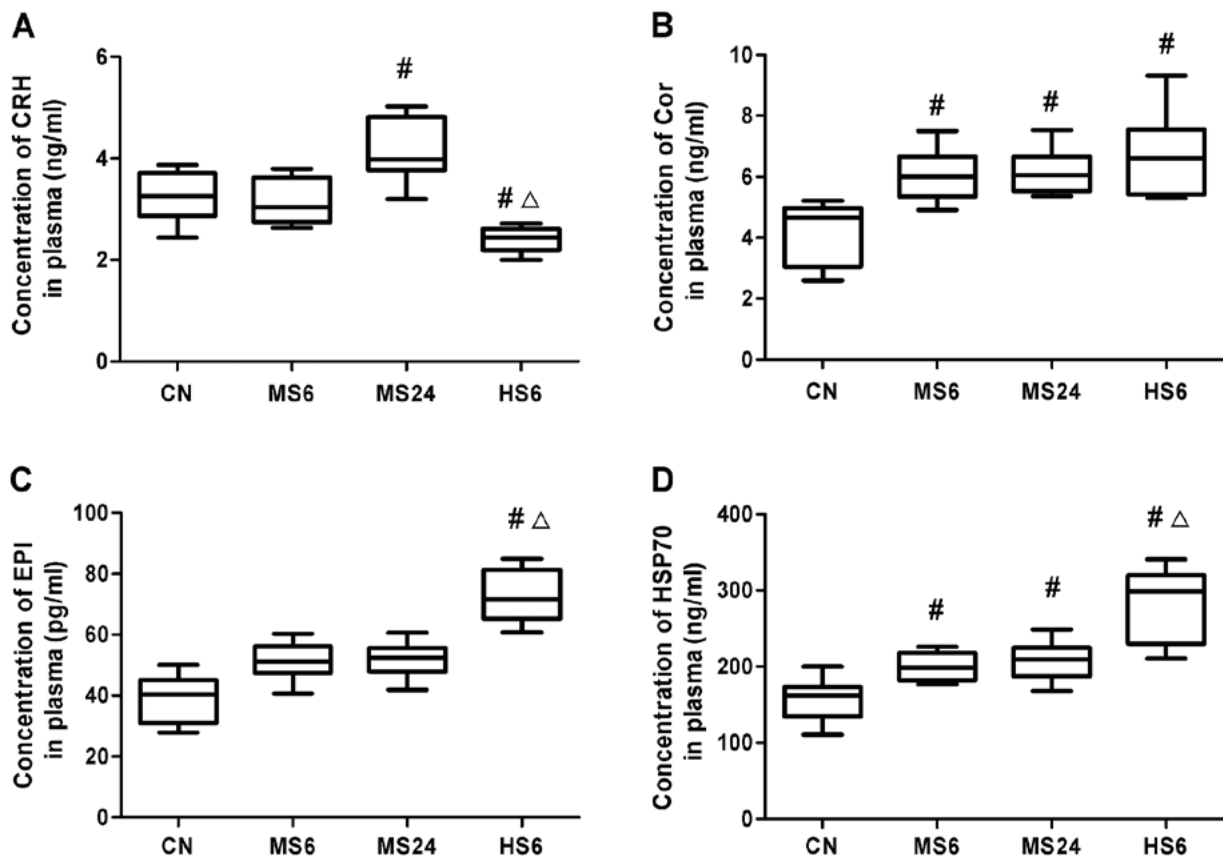 A
Concentration of CRH
in plasma (ng/ml)
6
4
2
0
#
# △
CN MS6 MS24 HS6
B
Concentration of Cor
in plasma (ng/ml)
10
8
6
4
2
0
#
#
#
CN MS6 MS24 HS6
C
Concentration of EPI
in plasma (pg/ml)
100
80
60
40
20
0
# △
CN MS6 MS24 HS6
D
Concentration of HSP70
in plasma (ng/ml)
400
300
200
100
0
#
#
# △
CN MS6 MS24 HS6